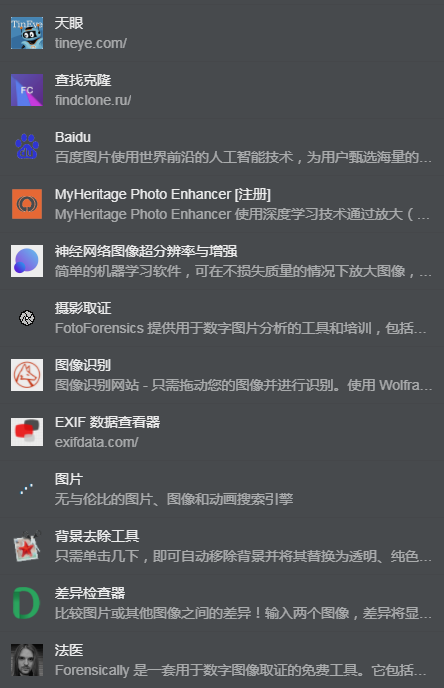 TinEye
天眼
tineye.com/
FC
查找克隆
findclone.ru/
Baidu
百度图片使用世界前沿的人工智能技术，为用户甄选海量的...
MyHeritage Photo Enhancer [注册]
MyHeritage Photo Enhancer 使用深度学习技术通过放大（...
神经网络图像超分辨率与增强
简单的机器学习软件，可在不损失质量的情况下放大图像，...
摄影取证
FotoForensics 提供用于数字图片分析的工具和培训，包括...
图像识别
图像识别网站 - 只需拖动您的图像并进行识别。使用 Wolfra...
EXIF 数据查看器
exifdata.com/
图片
无与伦比的图片、图像和动画搜索引擎
背景去除工具
只需单击几下，即可自动移除背景并将其替换为透明、纯色...
D
差异检查器
比较图片或其他图像之间的差异！输入两个图像，差异将显...
法医
Forensically 是一套用于数字图像取证的免费工具。它包括...